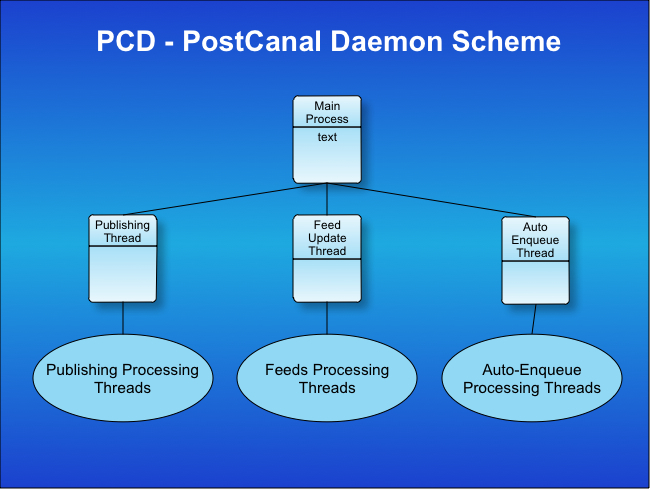 PCD - PostCanal Daemon Scheme
Main
Process
text
Publishing
Thread
Feed
Update
Thread
Auto
Enqueue
Thread
Publishing Processing
Threads
Feeds Processing
Threads
Auto-Enqueue
Processing Threads